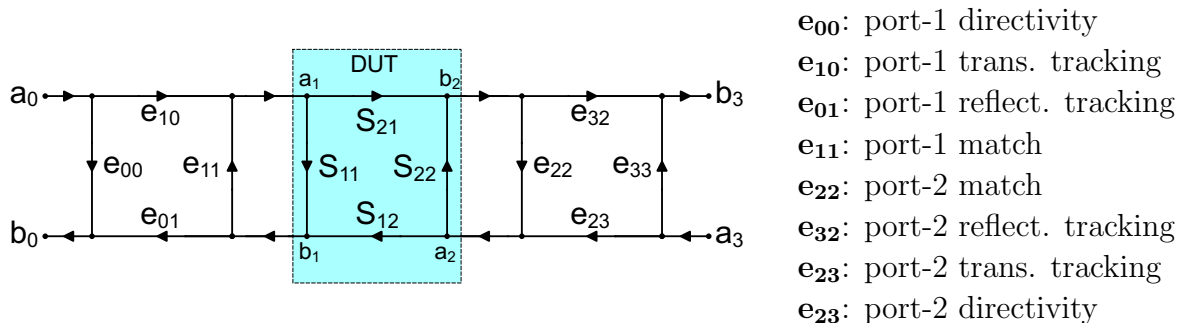 DUT
a₀ a₁ b₂ b₃
e₁₀ S₂₁ e₃₂
e₀₀ e₁₁ S₁₁ S₂₂ e₂₂ e₃₃
e₀₁ S₁₂ e₂₃
b₀ b₁ a₂ a₃
e₀₀: port-1 directivity
e₁₀: port-1 trans. tracking
e₀₁: port-1 reflect. tracking
e₁₁: port-1 match
e₂₂: port-2 match
e₃₂: port-2 reflect. tracking
e₂₃: port-2 trans. tracking
e₂₃: port-2 directivity